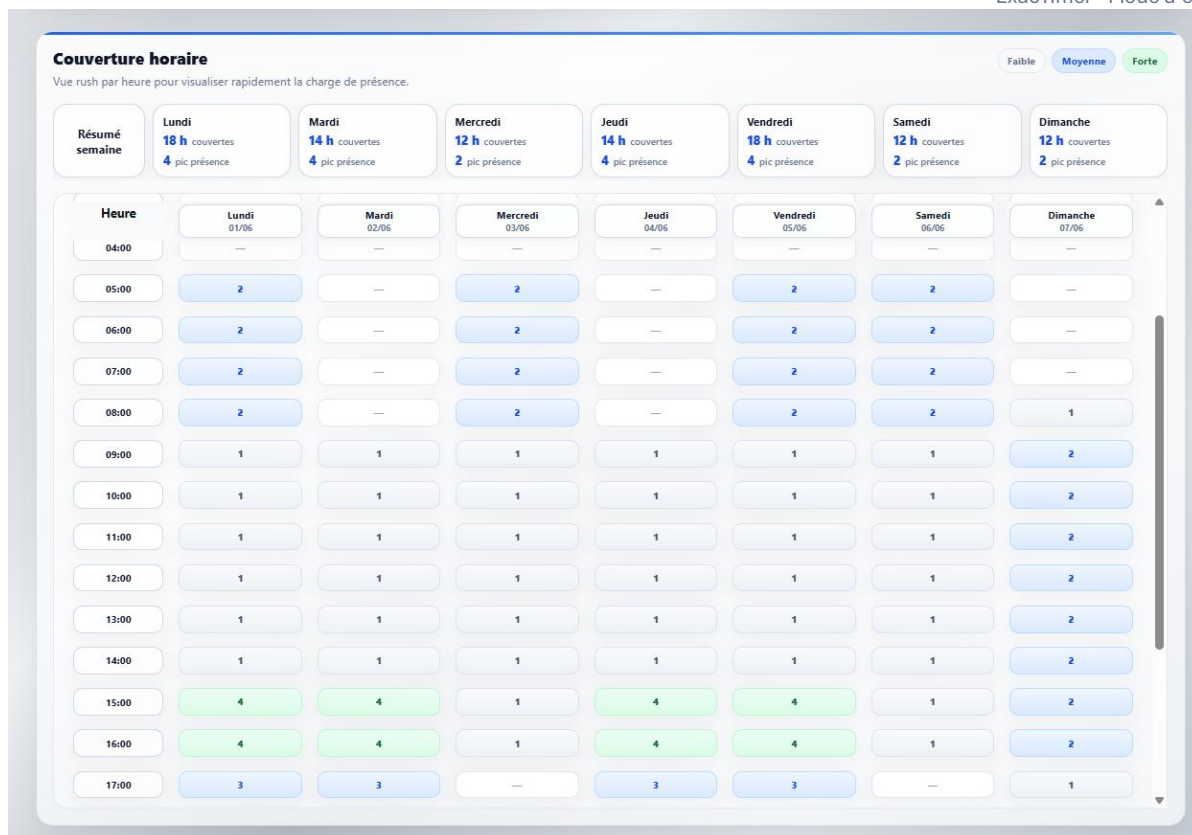 Couverture horaire
Vue rush par heure pour visualiser rapidement la charge de présence.
Faible Moyenne Forte
Résumé semaine
Lundi
18 h couvertes
4 pic présence
Mardi
14 h couvertes
4 pic présence
Mercredi
12 h couvertes
2 pic présence
Jeudi
14 h couvertes
4 pic présence
Vendredi
18 h couvertes
4 pic présence
Samedi
12 h couvertes
2 pic présence
Dimanche
12 h couvertes
2 pic présence
Heure Lundi 01/06 Mardi 02/06 Mercredi 03/06 Jeudi 04/06 Vendredi 05/06 Samedi 06/06 Dimanche 07/06
04:00 — — — — — — —
05:00 2 — 2 — 2 2 —
06:00 2 — 2 — 2 2 —
07:00 2 — 2 — 2 2 —
08:00 2 — 2 — 2 2 1
09:00 1 1 1 1 1 1 2
10:00 1 1 1 1 1 1 2
11:00 1 1 1 1 1 1 2
12:00 1 1 1 1 1 1 2
13:00 1 1 1 1 1 1 2
14:00 1 1 1 1 1 1 2
15:00 4 4 1 4 4 1 2
16:00 4 4 1 4 4 1 2
17:00 3 3 — 3 3 — 1